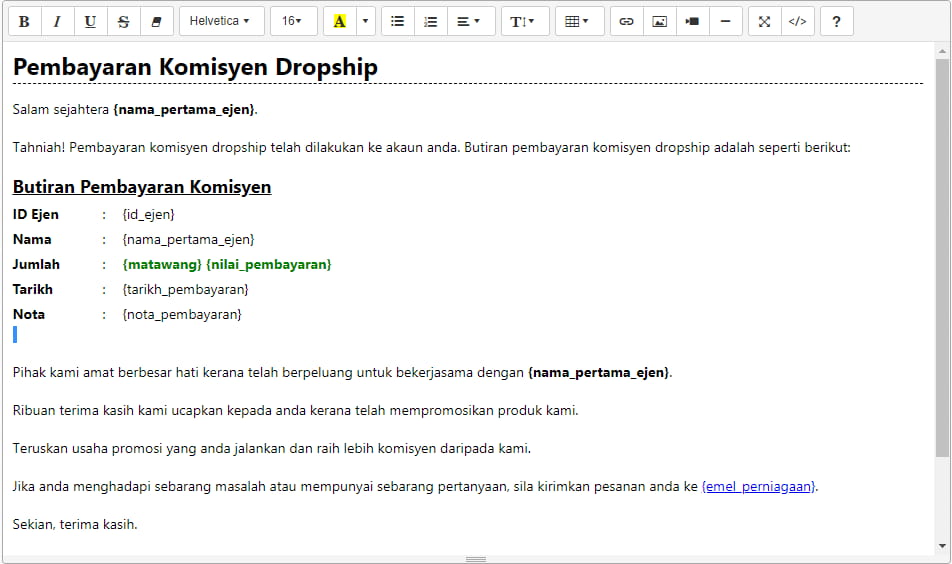 B I U S Helvetica 16 A T </> ?
Pembayaran Komisyen Dropship
Salam sejahtera {nama_pertama_ejen}.
Tahniah! Pembayaran komisyen dropship telah dilakukan ke akaun anda. Butiran pembayaran komisyen dropship adalah seperti berikut:
Butiran Pembayaran Komisyen
ID Ejen : {id_ejen}
Nama : {nama_pertama_ejen}
Jumlah : {matawang} {nilai_pembayaran}
Tarikh : {tarikh_pembayaran}
Nota : {nota_pembayaran}
Pihak kami amat berbesar hati kerana telah berpeluang untuk bekerjasama dengan {nama_pertama_ejen}.
Ribuan terima kasih kami ucapkan kepada anda kerana telah mempromosikan produk kami.
Teruskan usaha promosi yang anda jalankan dan raih lebih komisyen daripada kami.
Jika anda menghadapi sebarang masalah atau mempunyai sebarang pertanyaan, sila kirimkan pesanan anda ke {emel_perniagaan}.
Sekian, terima kasih.